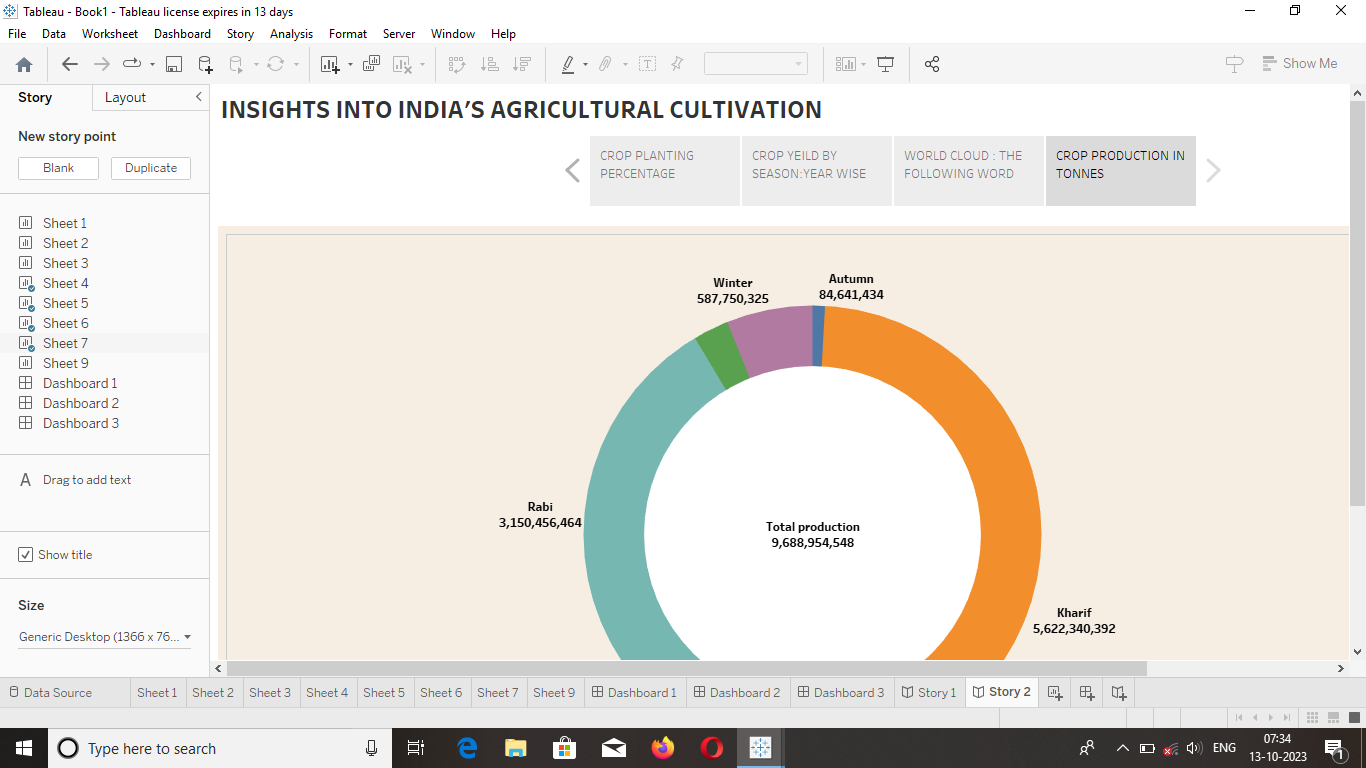 Tableau - Book1 - Tableau license expires in 13 days
File Data Worksheet Dashboard Story Analysis Format Server Window Help
Show Me
Story Layout
New story point
Blank Duplicate
Sheet 1
Sheet 2
Sheet 3
Sheet 4
Sheet 5
Sheet 6
Sheet 7
Sheet 9
Dashboard 1
Dashboard 2
Dashboard 3
A Drag to add text
Show title
Size
Generic Desktop (1366 x 76...
INSIGHTS INTO INDIA’S AGRICULTURAL CULTIVATION
CROP PLANTING
PERCENTAGE
CROP YEILD BY
SEASON:YEAR WISE
WORLD CLOUD : THE
FOLLOWING WORD
CROP PRODUCTION IN
TONNES
Winter
587,750,325
Autumn
84,641,434
Rabi
3,150,456,464
Total production
9,688,954,548
Kharif
5,622,340,392
Data Source Sheet 1 Sheet 2 Sheet 3 Sheet 4 Sheet 5 Sheet 6 Sheet 7 Sheet 9 Dashboard 1 Dashboard 2 Dashboard 3 Story 1 Story 2
Type here to search
ENG
07:34
13-10-2023
1